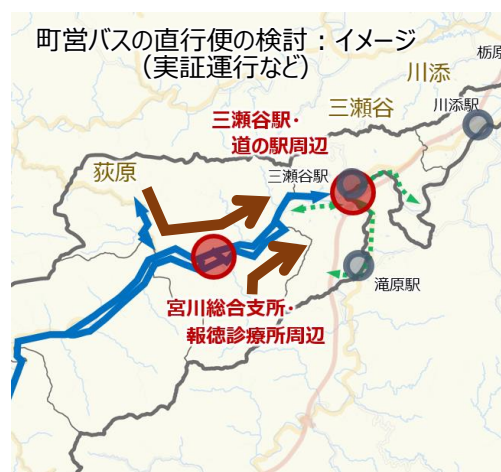 町営バスの直行便の検討：イメージ
（実証運行など）
栃原
川添
川添駅
三瀬谷
三瀬谷駅・
道の駅周辺
荻原
三瀬谷駅
滝原駅
宮川総合支所・
報徳診療所周辺